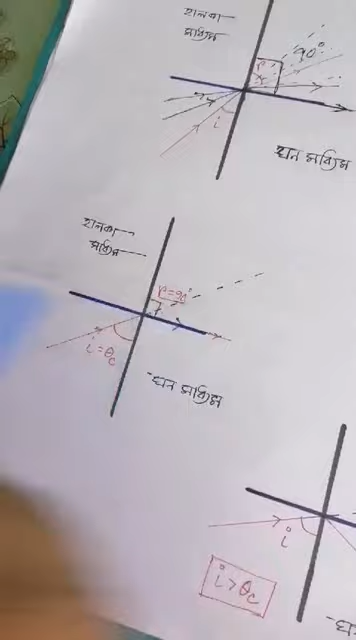 হালকা
মাধ্যম
r
90°
i
ঘন মাধ্যম
হালকা
মাধ্যম
r=90°
i=θc
ঘন মাধ্যম
i
i>θc
ঘ